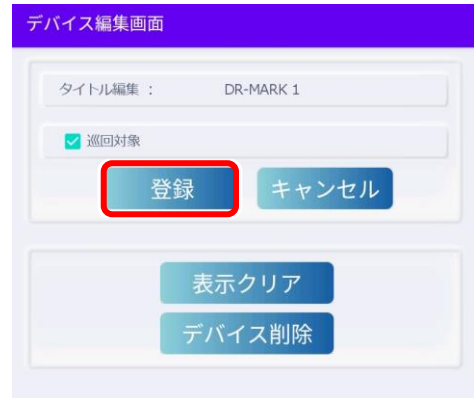 デバイス編集画面
タイトル編集 : DR-MARK 1
巡回対象
登録 キャンセル
表示クリア
デバイス削除